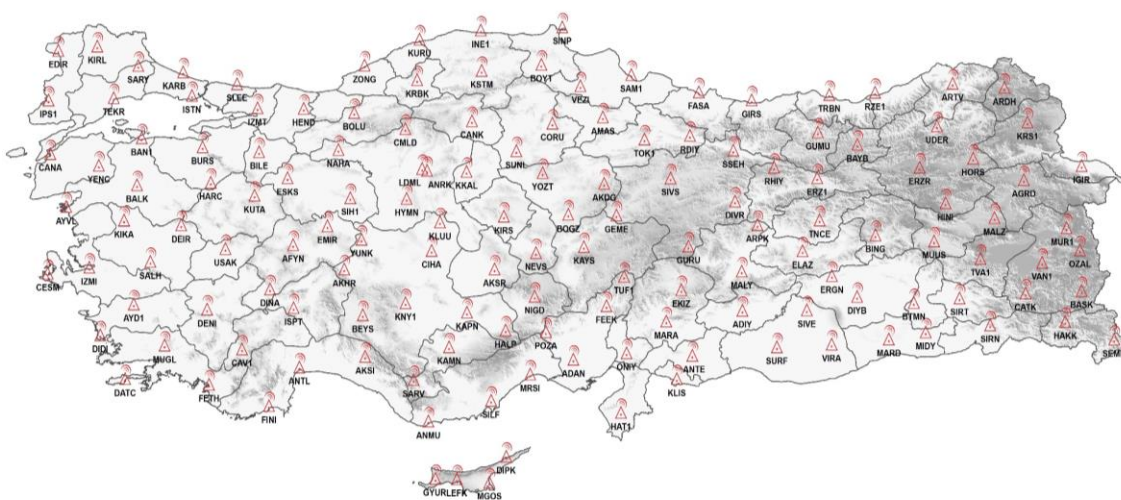 INE1
SINP
KURU
EDIR
KIRL
SARY
ZONG
KSTM
BOYT
KARB
KRBK
VEZI
SAM1
SLEE
FASA
ARTV
ARDH
IPS1
TEKR
ISTN
IZMT
HEND
BOLU
GIRS
TRBN
RZE1
CMLD
CANK
CORU
AMAS
KRS1
UDER
BAN1
BURS
BILE
NAHA
SUNL
TOK1
RDIY
SSEH
GUMU
BAYB
CANA
YENC
HARC
ESKS
LDML
ANRK
KKAL
YOZT
SIVS
RHIY
ERZ1
ERZR
HORS
IGIR
BALK
KUTA
SIH1
HYMN
AKDG
DIVR
HINI
AGRD
AYVL
KIKA
DEIR
EMIR
KLUU
KIRS
BOGZ
GEME
ARPK
TNCE
BING
MALZ
MUR1
USAK
AFYN
YUNK
CIHA
NEVS
KAYS
GURU
ELAZ
MUUS
TVA1
VAN1
OZAL
CESM
IZMI
SALH
AKHR
AKSR
TUF1
MALY
ERGN
DINA
AYD1
DENI
ISPT
BEYS
KNY1
KAPN
NIGD
FEEK
EKIZ
ADIY
SIVE
DIYB
BTMN
SIRT
CATK
BASK
DIDI
MUGL
CAV1
HALP
POZA
MARA
SURF
VIRA
MARD
MIDY
SIRN
HAKK
SEMD
DATC
FETH
ANTL
AKSI
KAMN
SARV
MRSI
ADAN
ONIY
ANTE
KLIS
FINI
ANMU
SILF
HAT1
DIPK
GYUR
LEFK
MGOS